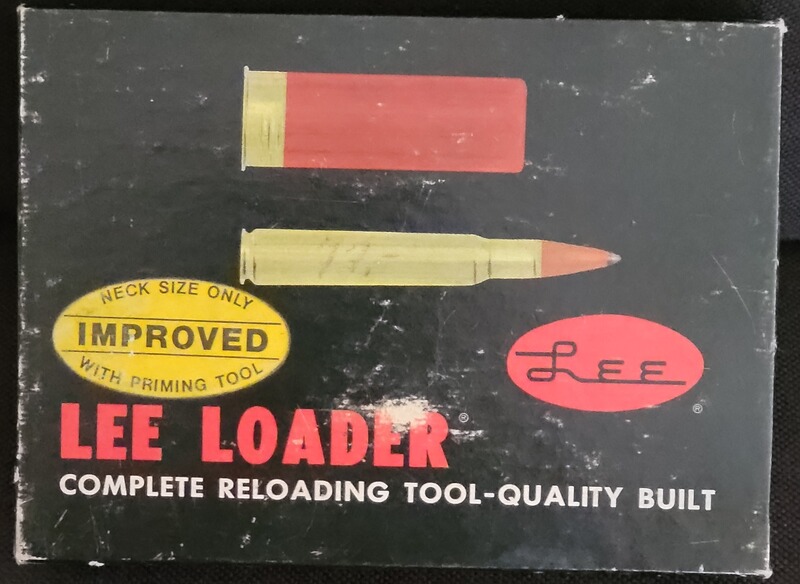 NECK SIZE ONLY
IMPROVED
WITH PRIMING TOOL
Lee
®
LEE LOADER®
COMPLETE RELOADING TOOL-QUALITY BUILT